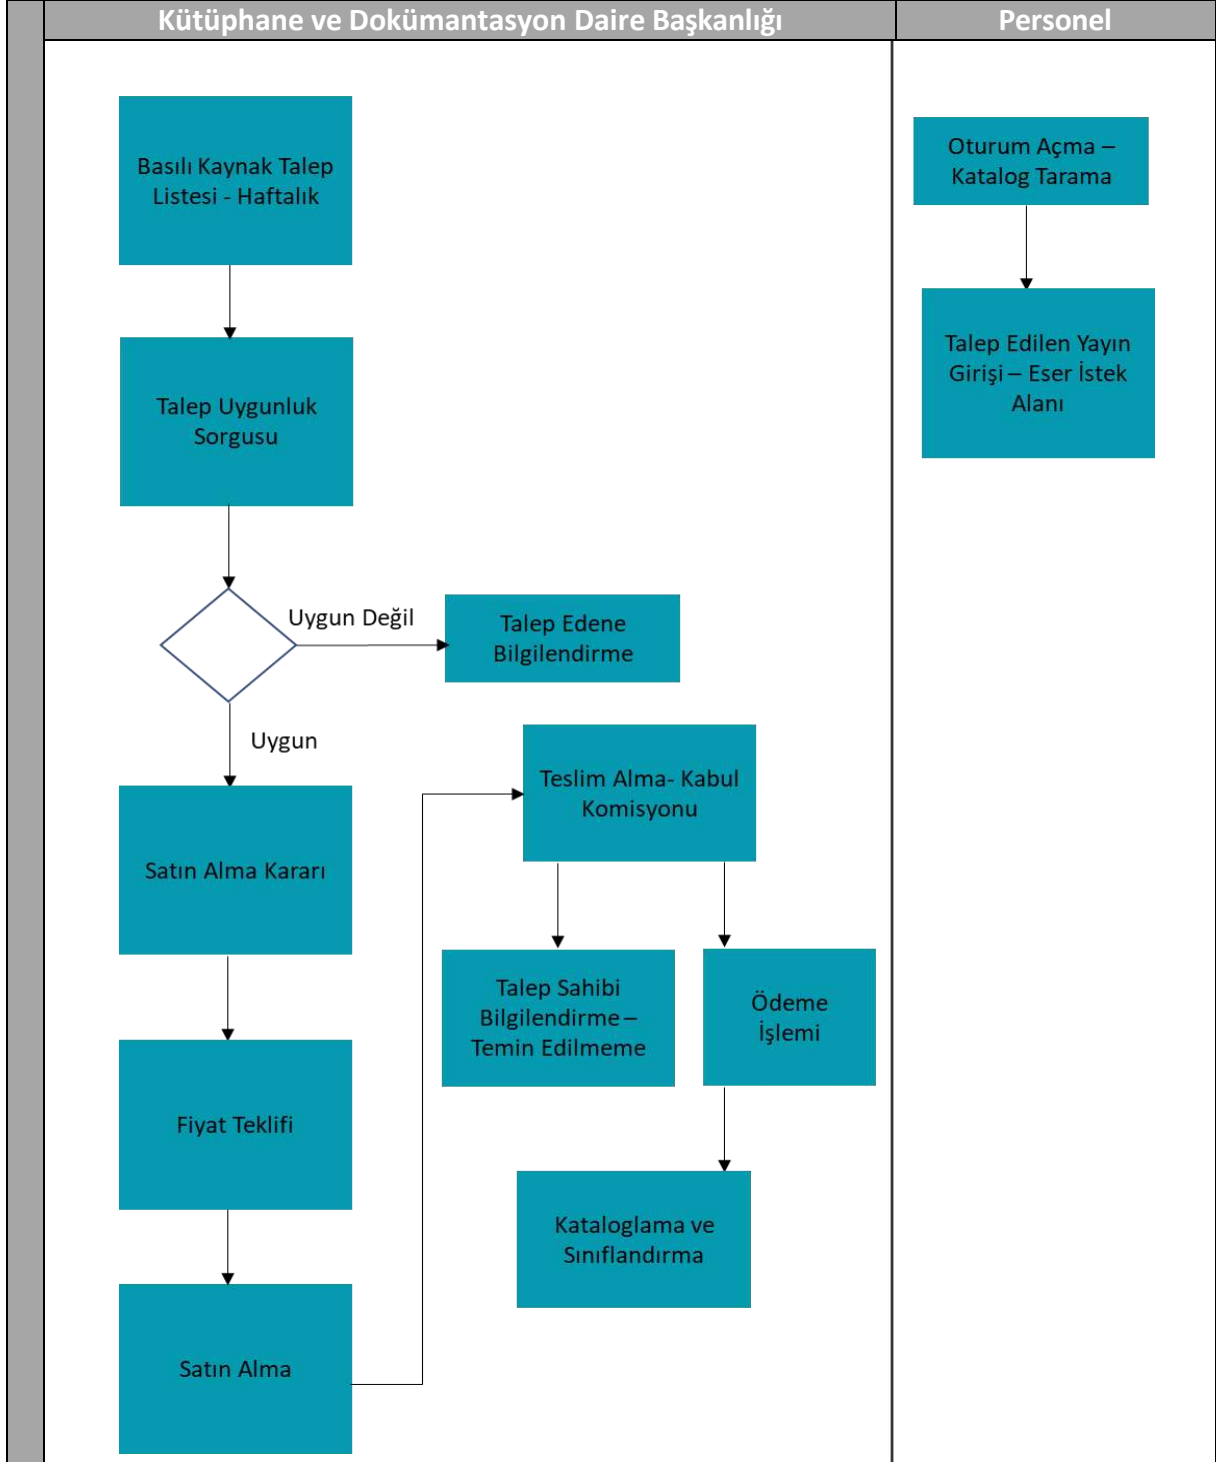 Kütüphane ve Dokümantasyon Daire Başkanlığı
Personel
Basılı Kaynak Talep
Listesi - Haftalık
Talep Uygunluk
Sorgusu
Uygun Değil
Talep Edene
Bilgilendirme
Uygun
Satın Alma Kararı
Fiyat Teklifi
Satın Alma
Teslim Alma- Kabul
Komisyonu
Talep Sahibi
Bilgilendirme –
Temin Edilmeme
Ödeme
İşlemi
Kataloglama ve
Sınıflandırma
Oturum Açma –
Katalog Tarama
Talep Edilen Yayın
Girişi – Eser İstek
Alanı